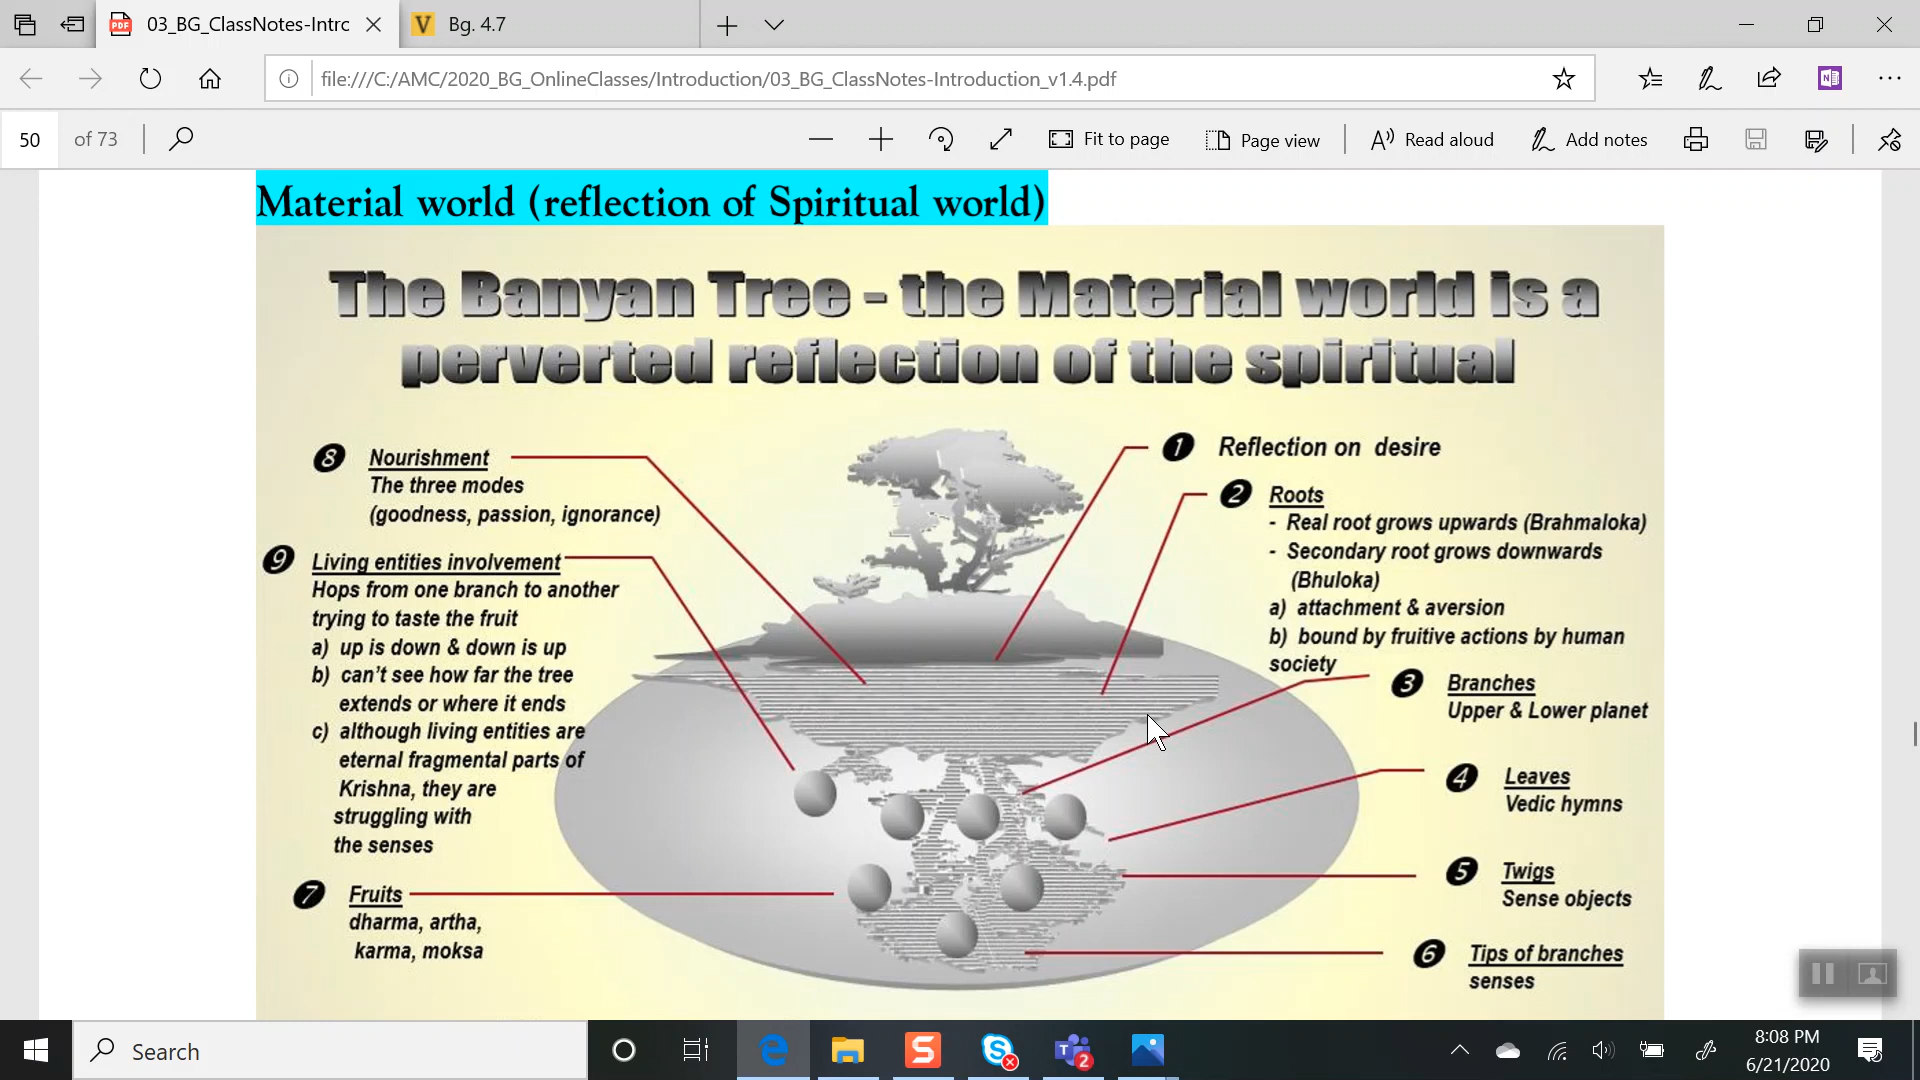 03_BG_ClassNotes-Intrc
Bg. 4.7
file:///C:/AMC/2020_BG_OnlineClasses/Introduction/03_BG_ClassNotes-Introduction_v1.4.pdf
50 of 73
Fit to page
Page view
Read aloud
Add notes
Material world (reflection of Spiritual world)
The Banyan Tree - the Material world is a
perverted reflection of the spiritual
8 Nourishment
The three modes
(goodness, passion, ignorance)
9 Living entities involvement
Hops from one branch to another
trying to taste the fruit
a) up is down & down is up
b) can't see how far the tree
extends or where it ends
c) although living entities are
eternal fragmental parts of
Krishna, they are
struggling with
the senses
7 Fruits
dharma, artha,
karma, moksa
1 Reflection on desire
2 Roots
- Real root grows upwards (Brahmaloka)
- Secondary root grows downwards
(Bhuloka)
a) attachment & aversion
b) bound by fruitive actions by human
society
3 Branches
Upper & Lower planet
4 Leaves
Vedic hymns
5 Twigs
Sense objects
6 Tips of branches
senses
Search
2
8:08 PM
6/21/2020